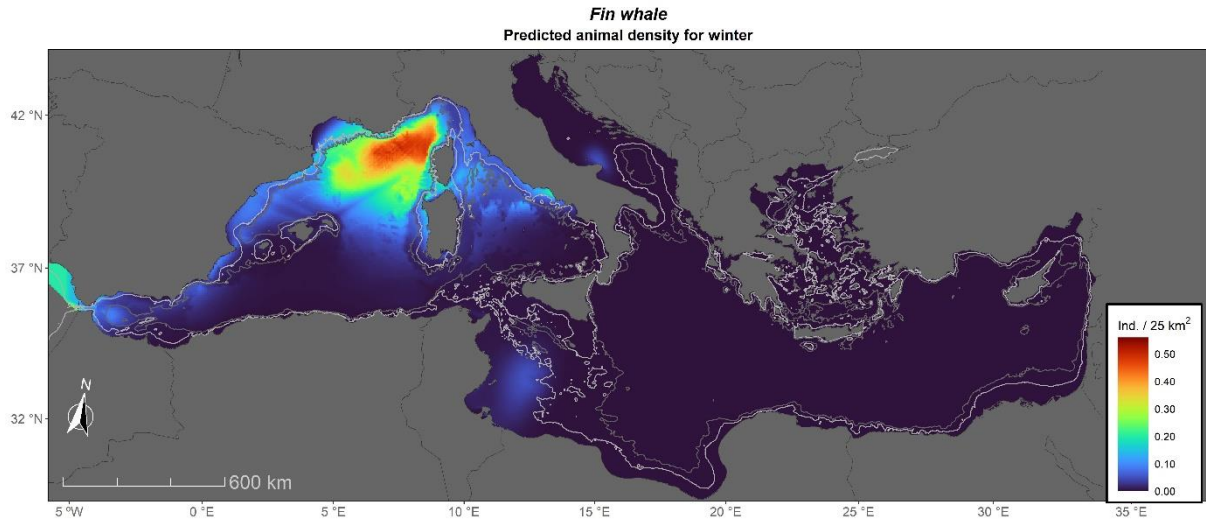 Fin whale
Predicted animal density for winter
42 °N
37 °N
32 °N
N
600 km
Ind. / 25 km²
0.50
0.40
0.30
0.20
0.10
0.00
5 °W
0 °E
5 °E
10 °E
15 °E
20 °E
25 °E
30 °E
35 °E